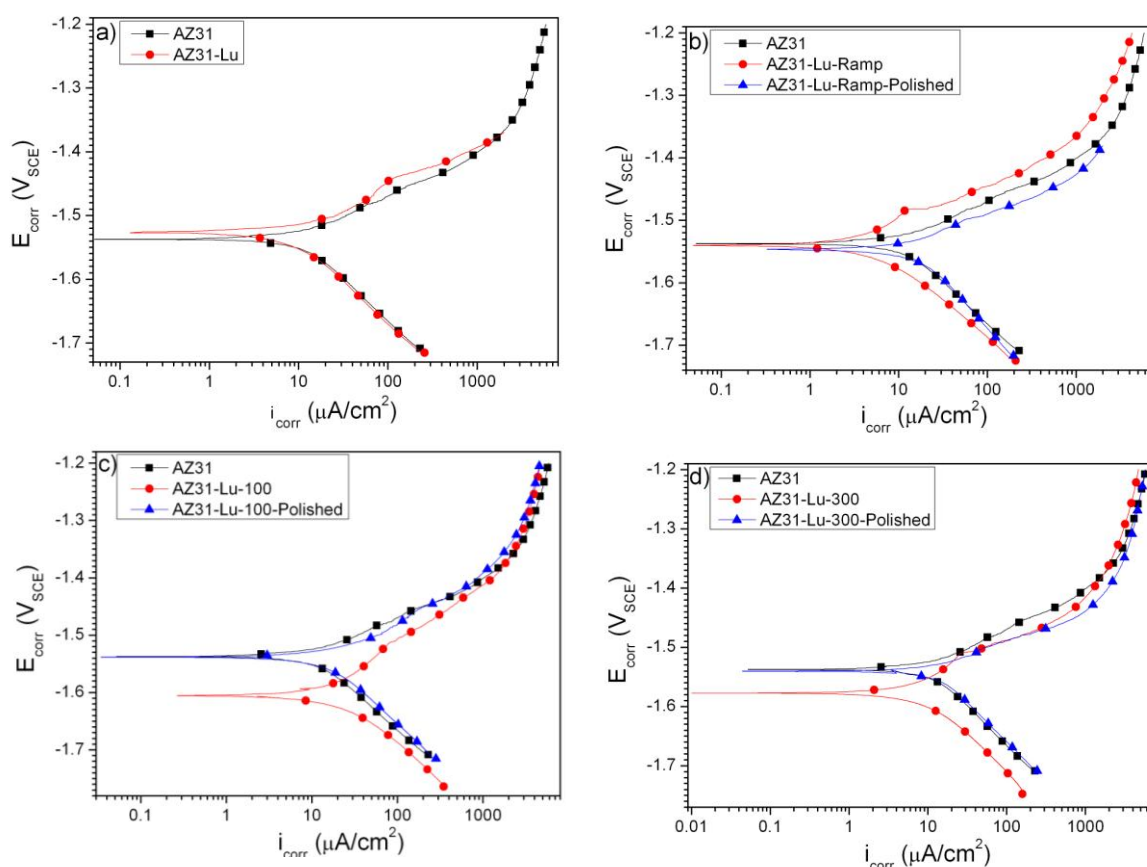 a)
AZ31
AZ31-Lu
-1.2
-1.3
-1.4
-1.5
-1.6
-1.7
E_corr (V_SCE)
0.1 1 10 100 1000
i_corr (μA/cm²)
b)
AZ31
AZ31-Lu-Ramp
AZ31-Lu-Ramp-Polished
-1.2
-1.3
-1.4
-1.5
-1.6
-1.7
E_corr (V_SCE)
0.1 1 10 100 1000
i_corr (μA/cm²)
c)
AZ31
AZ31-Lu-100
AZ31-Lu-100-Polished
-1.2
-1.3
-1.4
-1.5
-1.6
-1.7
E_corr (V_SCE)
0.1 1 10 100 1000
i_corr (μA/cm²)
d)
AZ31
AZ31-Lu-300
AZ31-Lu-300-Polished
-1.2
-1.3
-1.4
-1.5
-1.6
-1.7
E_corr (V_SCE)
0.01 0.1 1 10 100 1000
i_corr (μA/cm²)